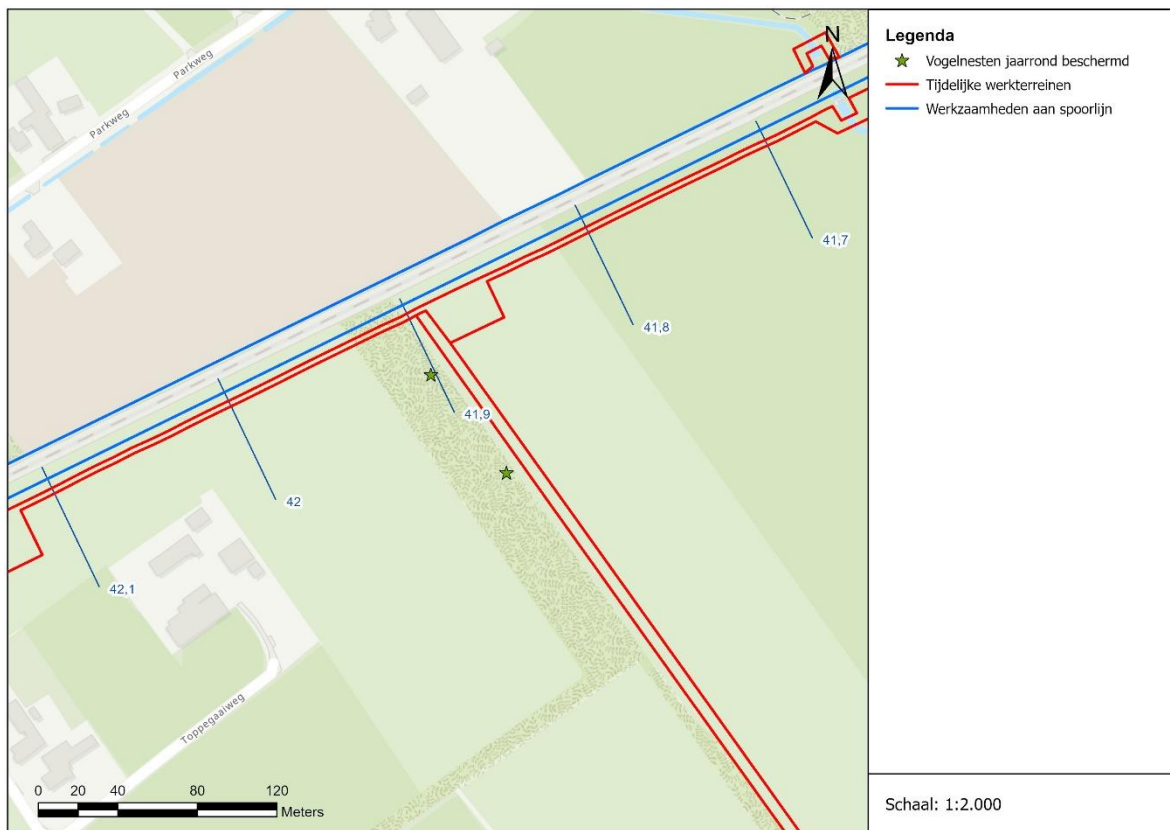 Parkweg
Parkweg
N
41,7
41,8
41,9
42
42,1
Toppegaaiweg
0 20 40 80 120
Meters
Legenda
Vogelnesten jaarrond beschermd
Tijdelijke werkterreinen
Werkzaamheden aan spoorlijn
Schaal: 1:2.000